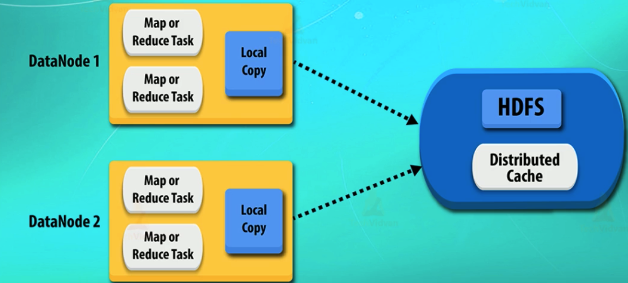 DataNode 1
Map or
Reduce Task
Map or
Reduce Task
Local
Copy
HDFS
Distributed
Cache
DataNode 2
Map or
Reduce Task
Map or
Reduce Task
Local
Copy